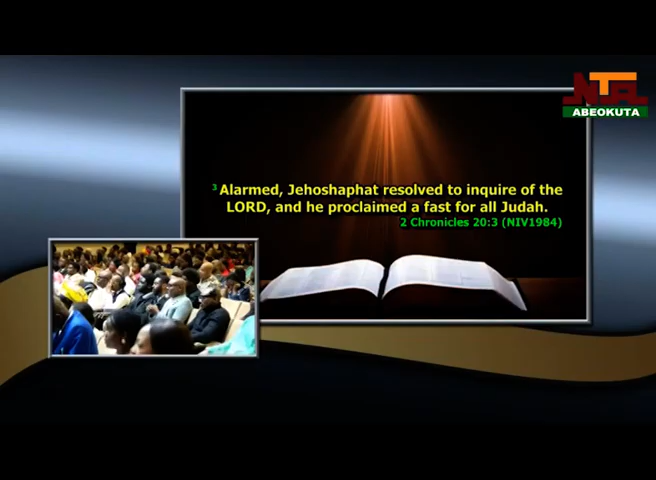 NTA
ABEOKUTA
3 Alarmed, Jehoshaphat resolved to inquire of the
LORD, and he proclaimed a fast for all Judah.
2 Chronicles 20:3 (NIV1984)